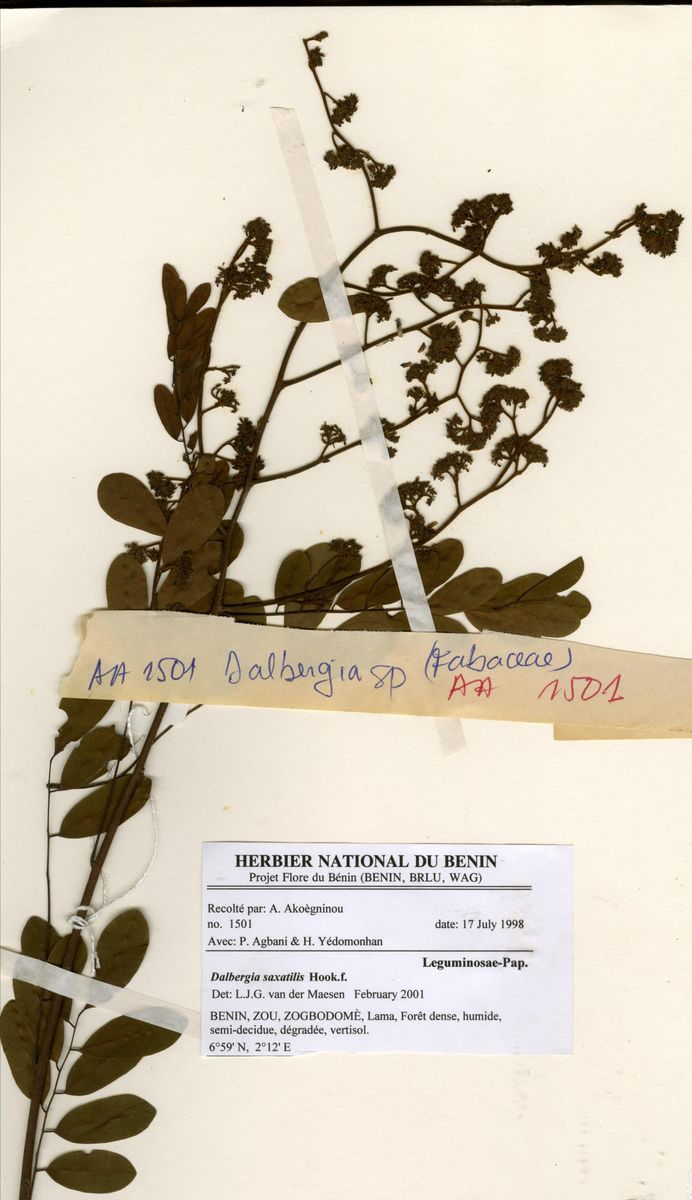 AA 1501 Dalbergia sp (Fabaceae)
AA 1501
HERBIER NATIONAL DU BENIN
Projet Flore du Bénin (BENIN, BRLU, WAG)
Recolté par: A. Akoègninou
no. 1501 date: 17 July 1998
Avec: P. Agbani & H. Yédomonhan
Leguminosae-Pap.
Dalbergia saxatilis Hook.f.
Det: L.J.G. van der Maesen February 2001
BENIN, ZOU, ZOGBODOMÈ, Lama, Forêt dense, humide,
semi-decidue, dégradée, vertisol.
6°59' N, 2°12' E